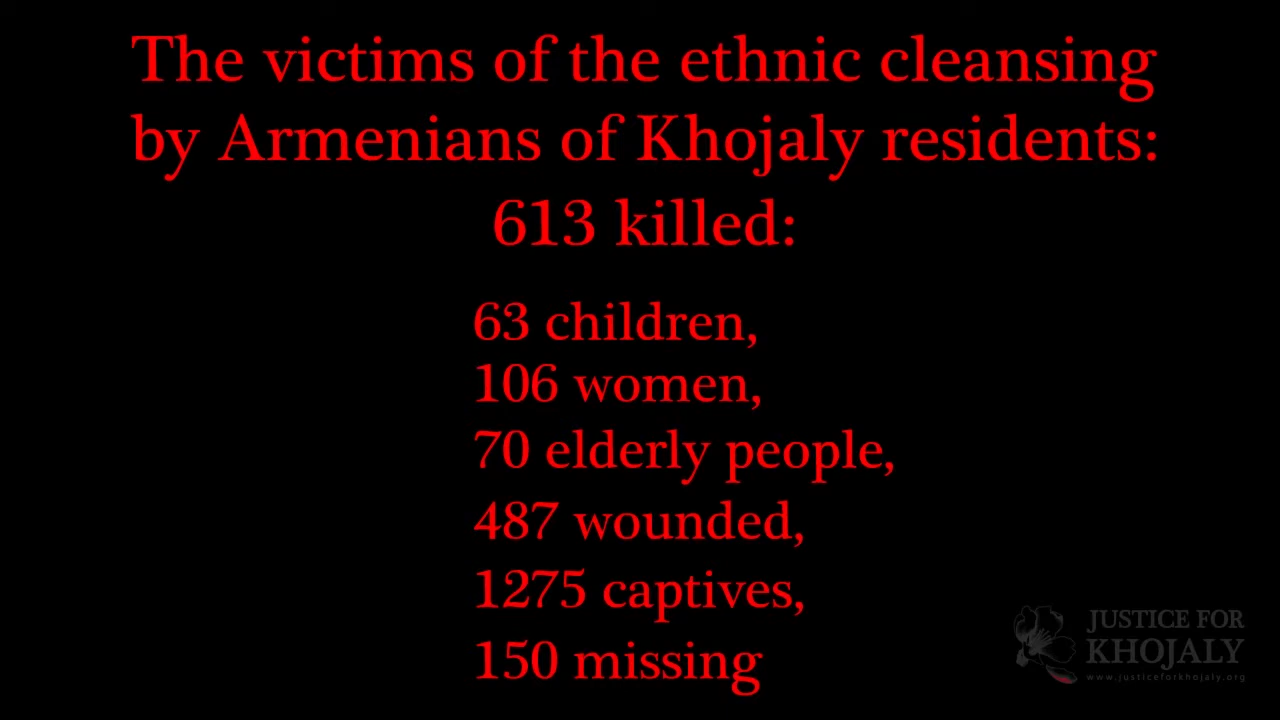 The victims of the ethnic cleansing
by Armenians of Khojaly residents:
613 killed:
63 children,
106 women,
70 elderly people,
487 wounded,
1275 captives,
150 missing
JUSTICE FOR
KHOJALY
www.justiceforkhojaly.org